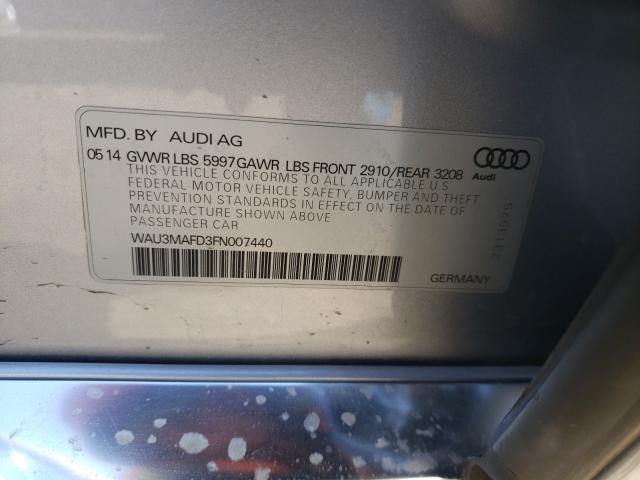 MFD. BY AUDI AG
05 14 GVWR LBS 5997 GAWR LBS FRONT 2910/REAR 3208
THIS VEHICLE CONFORMS TO ALL APPLICABLE U S
FEDERAL MOTOR VEHICLE SAFETY, BUMPER AND THEFT
PREVENTION STANDARDS IN EFFECT ON THE DATE OF
MANUFACTURE SHOWN ABOVE
PASSENGER CAR
WAU3MAFD3FN007440
Audi
GERMANY